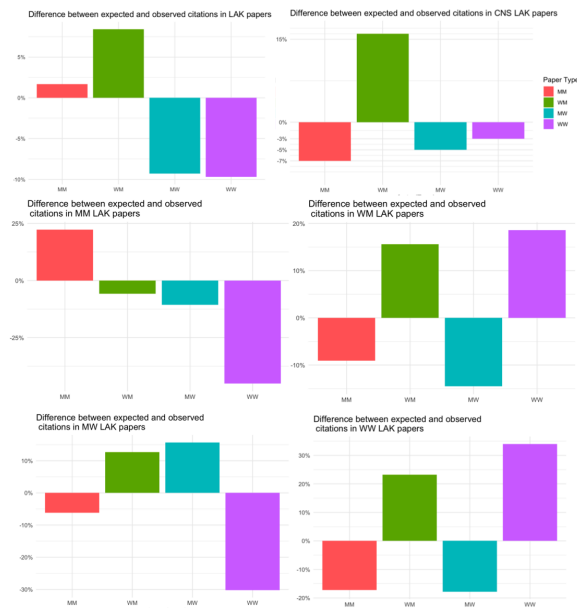 Difference between expected and observed citations in LAK papers
5%
0%
-5%
-10%
MM WM MW WW
Difference between expected and observed citations in CNS LAK papers
15%
0%
-3%
-5%
-7%
MM WM MW WW
Paper Type
MM
WM
MW
WW
Difference between expected and observed
citations in MM LAK papers
25%
0%
-25%
MM WM MW WW
Difference between expected and observed
citations in WM LAK papers
20%
10%
0%
-10%
MM WM MW WW
Difference between expected and observed
citations in MW LAK papers
10%
0%
-10%
-20%
-30%
MM WM MW WW
Difference between expected and observed
citations in WW LAK papers
30%
20%
10%
0%
-10%
-20%
MM WM MW WW